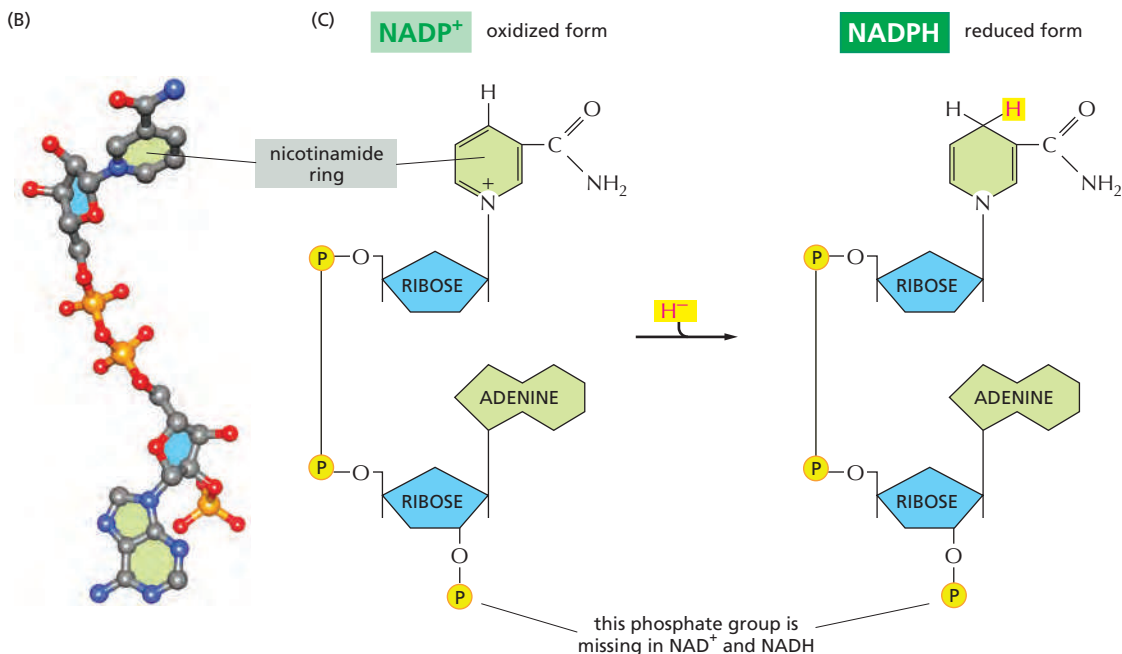 (B)
(C)
NADP+ oxidized form
NADPH reduced form
nicotinamide
ring
H
O
C
NH2
+
N
P
O
RIBOSE
ADENINE
P
O
RIBOSE
O
P
H−
H
H
O
C
NH2
N
P
O
RIBOSE
ADENINE
P
O
RIBOSE
O
P
this phosphate group is
missing in NAD+ and NADH